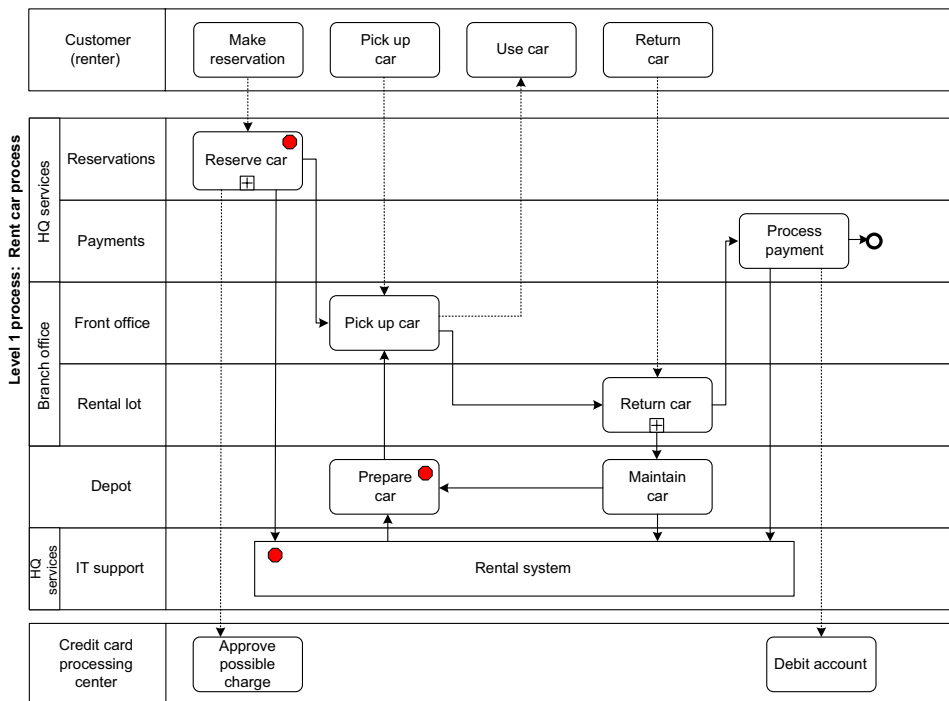 Customer
(renter)
Make
reservation
Pick up
car
Use car
Return
car
Level 1 process:  Rent car process
HQ services
Reservations
Reserve car
Payments
Process
payment
Branch office
Front office
Pick up car
Rental lot
Return car
Depot
Prepare
car
Maintain
car
HQ
services
IT support
Rental system
Credit card
processing
center
Approve
possible
charge
Debit account